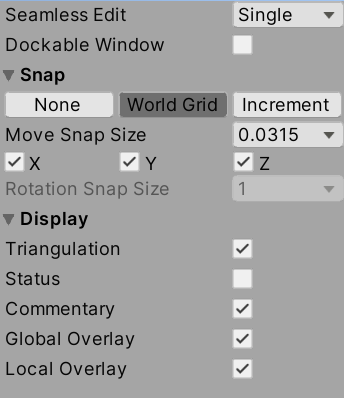 Seamless Edit Single
Dockable Window
Snap
None World Grid Increment
Move Snap Size 0.0315
X Y Z
Rotation Snap Size 1
Display
Triangulation
Status
Commentary
Global Overlay
Local Overlay